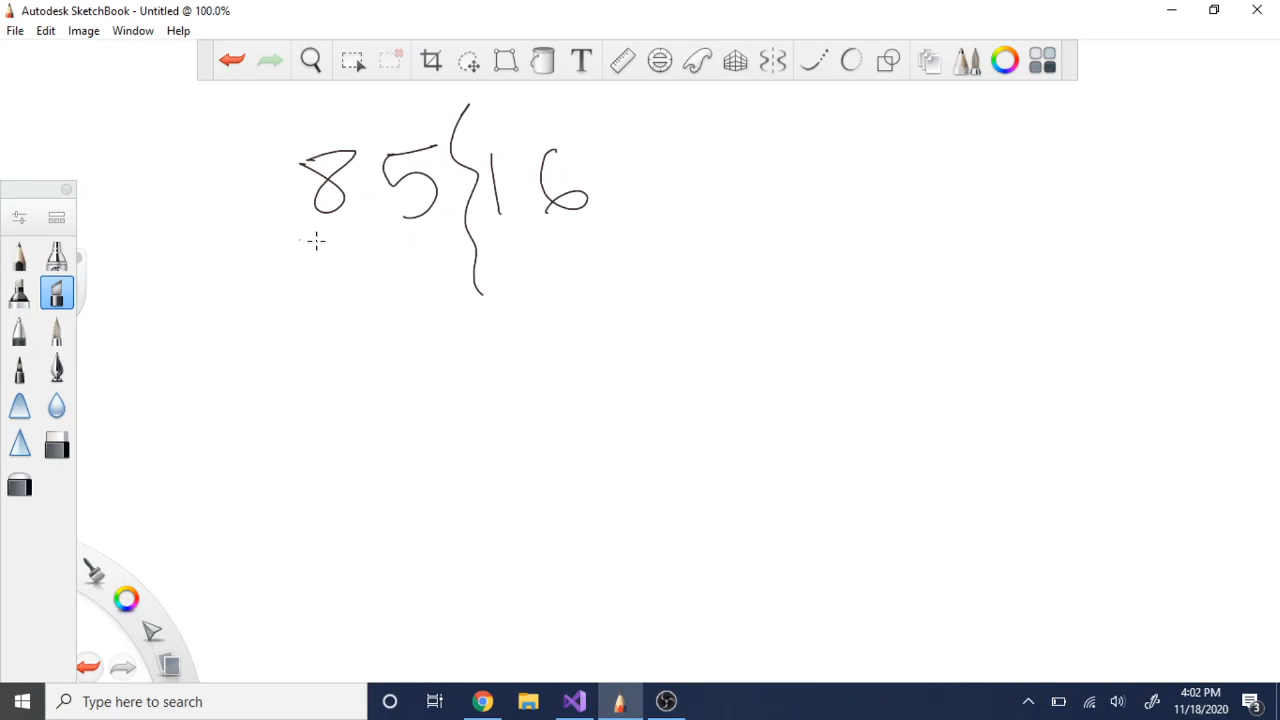 Autodesk SketchBook - Untitled @ 100.0%
File Edit Image Window Help
T
85{16
Type here to search
4:02 PM
11/18/2020
3